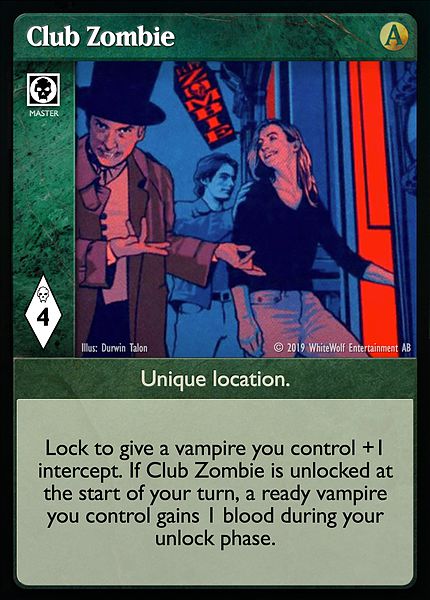 Club Zombie
A
MASTER
ZOMBIE
4
Illus: Durwin Talon
© 2019 WhiteWolf Entertainment AB
Unique location.
Lock to give a vampire you control +1
intercept. If Club Zombie is unlocked at
the start of your turn, a ready vampire
you control gains 1 blood during your
unlock phase.